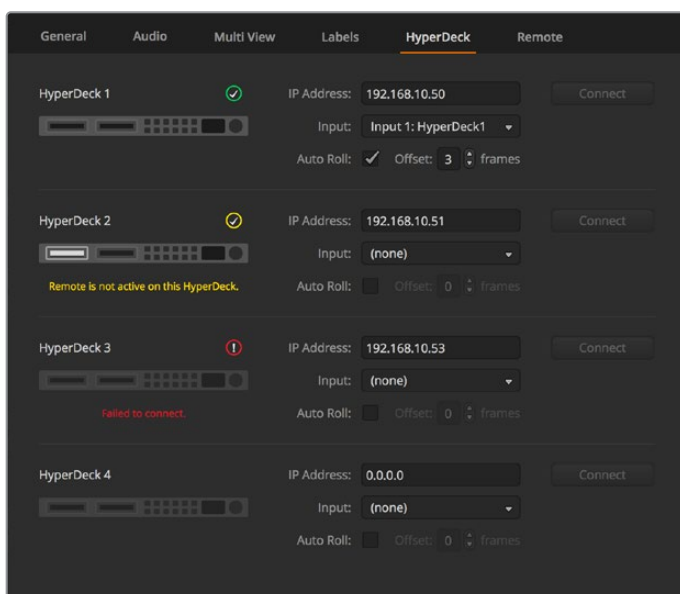 General Audio Multi View Labels HyperDeck Remote
HyperDeck 1 IP Address: 192.168.10.50 Connect
Input: Input 1: HyperDeck1
Auto Roll: Offset: 3 frames
HyperDeck 2 IP Address: 192.168.10.51 Connect
Input: (none)
Remote is not active on this HyperDeck. Auto Roll: Offset: 0 frames
HyperDeck 3 IP Address: 192.168.10.53 Connect
Input: (none)
Failed to connect. Auto Roll: Offset: 0 frames
HyperDeck 4 IP Address: 0.0.0.0 Connect
Input: (none)
Auto Roll: Offset: 0 frames